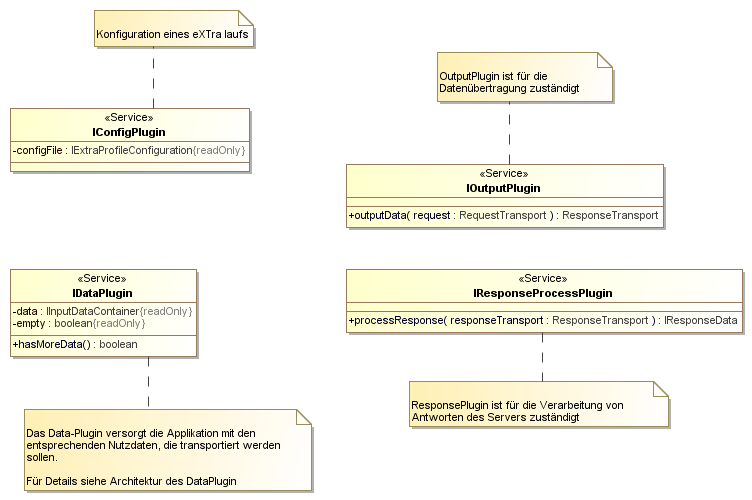 Konfiguration eines eXTra laufs
«Service»
IConfigPlugin
-configFile : IExtraProfileConfiguration{readOnly}
OutputPlugin ist für die
Datenübertragung zuständigt
«Service»
IOutputPlugin
+outputData( request : RequestTransport ) : ResponseTransport
«Service»
IDataPlugin
-data : IInputDataContainer{readOnly}
-empty : boolean{readOnly}
+hasMoreData() : boolean
Das Data-Plugin versorgt die Applikation mit den
entsprechenden Nutzdaten, die transportiert werden
sollen.
Für Details siehe Architektur des DataPlugin
«Service»
IResponseProcessPlugin
+processResponse( responseTransport : ResponseTransport ) : IResponseData
ResponsePlugin ist für die Verarbeitung von
Antworten des Servers zuständigt